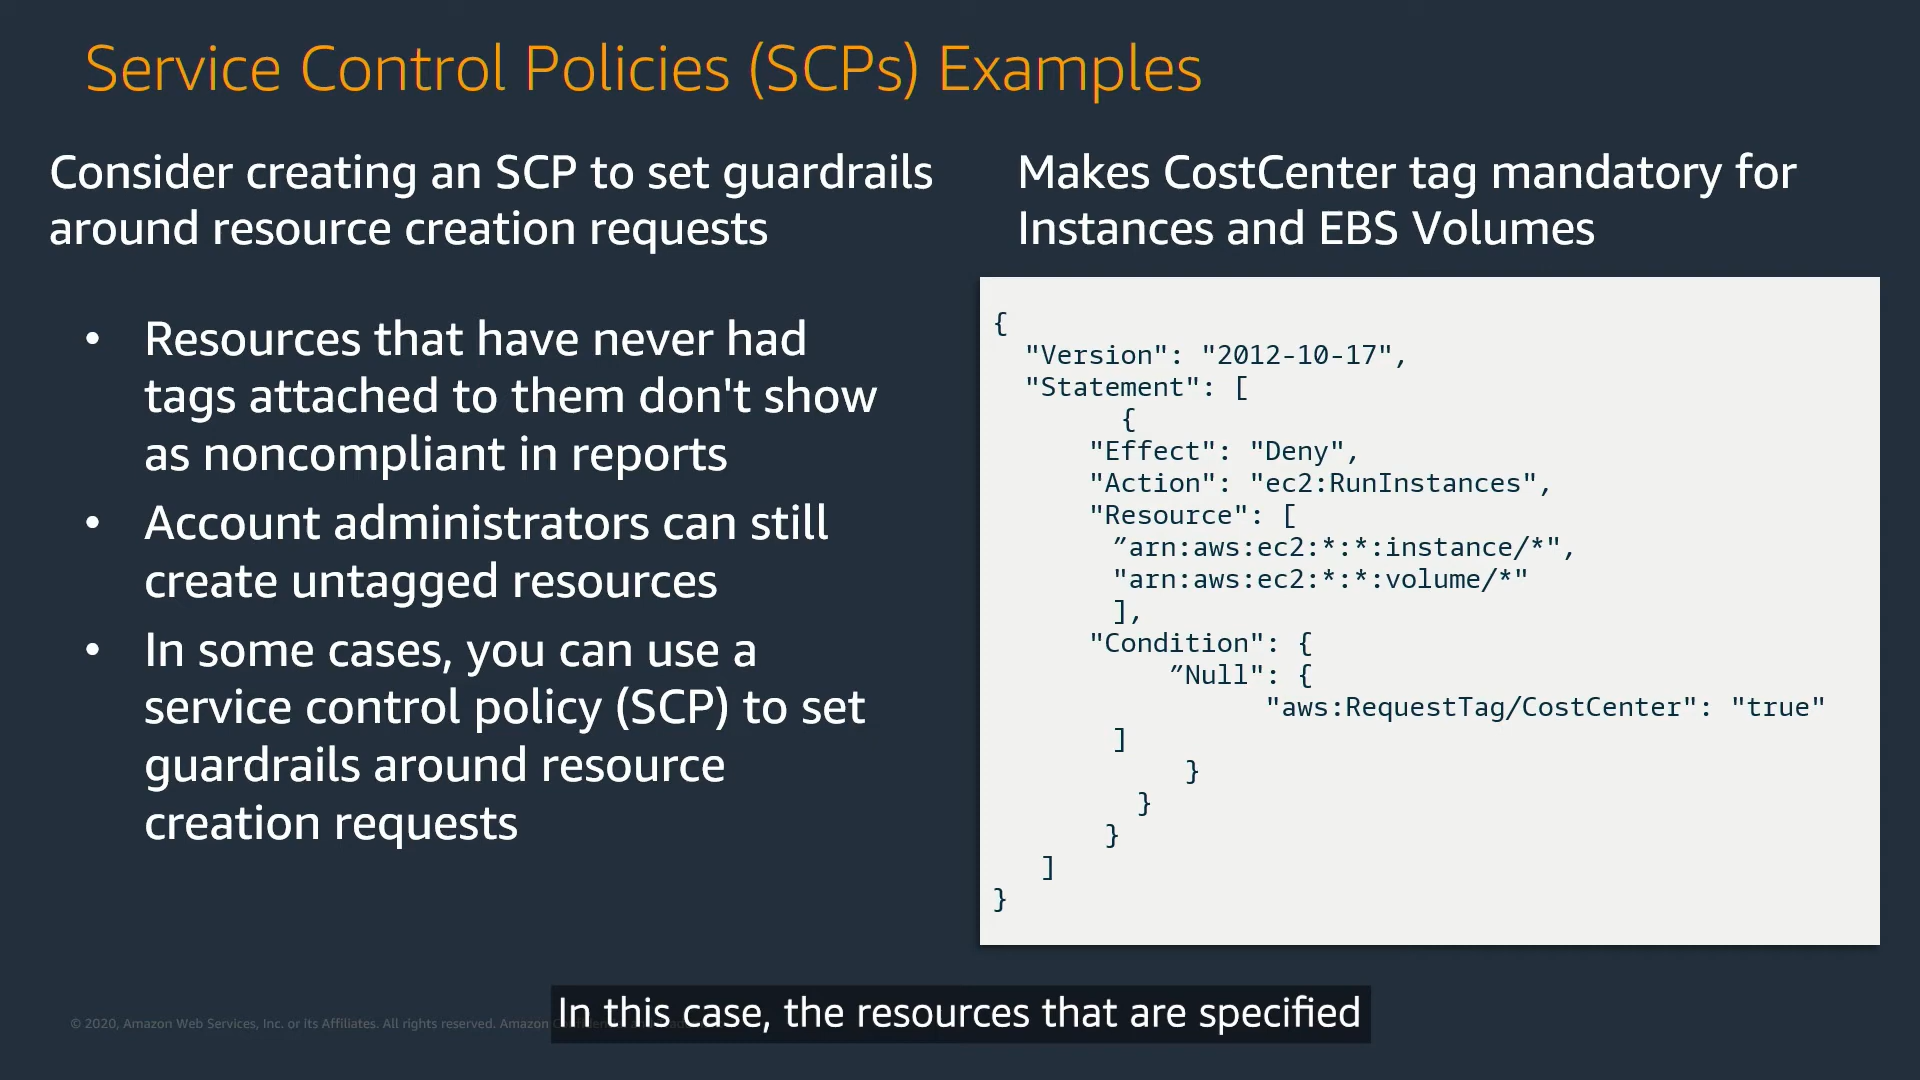 Service Control Policies (SCPs) Examples
Consider creating an SCP to set guardrails
around resource creation requests
• Resources that have never had
tags attached to them don't show
as noncompliant in reports
• Account administrators can still
create untagged resources
• In some cases, you can use a
service control policy (SCP) to set
guardrails around resource
creation requests
Makes CostCenter tag mandatory for
Instances and EBS Volumes
{
"Version": "2012-10-17",
"Statement": [
{
"Effect": "Deny",
"Action": "ec2:RunInstances",
"Resource": [
”arn:aws:ec2:*:*:instance/*",
"arn:aws:ec2:*:*:volume/*"
],
"Condition": {
”Null": {
"aws:RequestTag/CostCenter": "true"
]
}
}
}
]
}
© 2020, Amazon Web Services, Inc. or its Affiliates. All rights reserved. Amazon
In this case, the resources that are specified